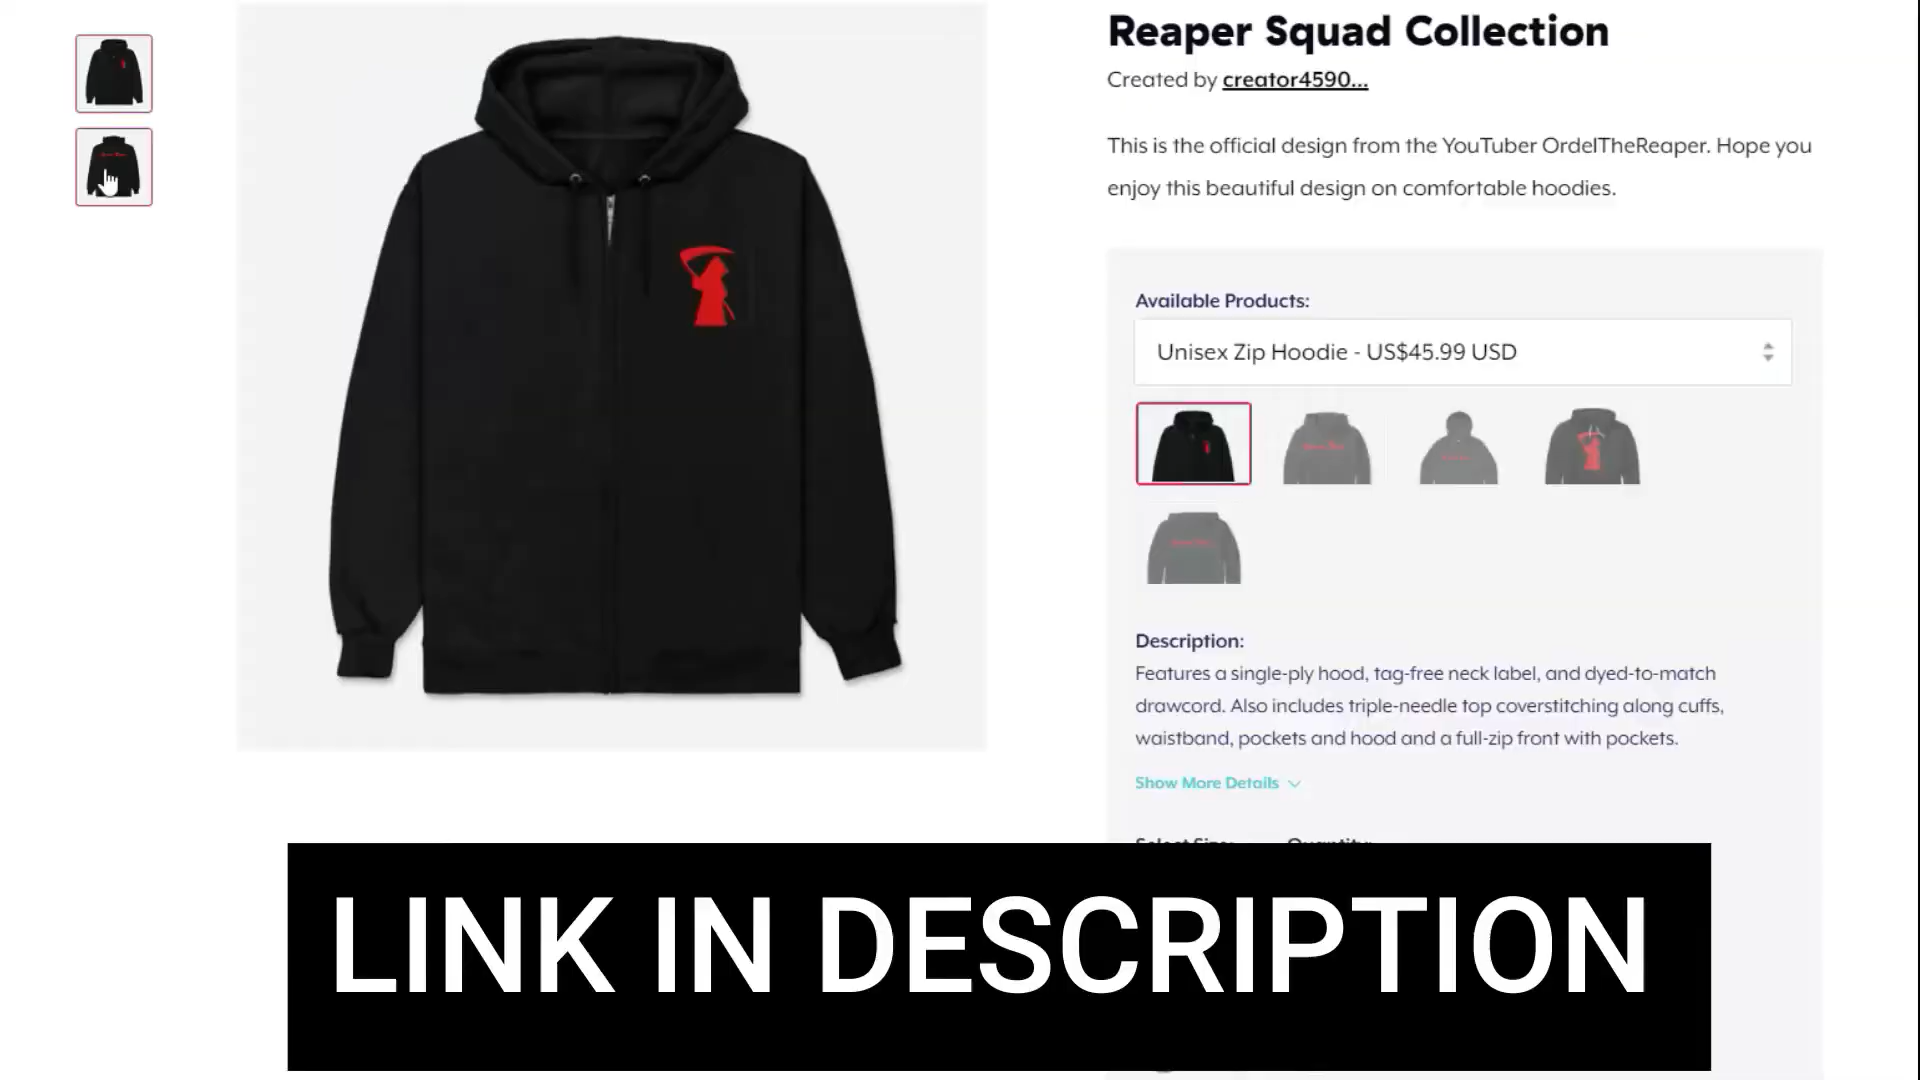 Reaper Squad Collection
Created by creator4590...
This is the official design from the YouTuber OrdelTheReaper. Hope you
enjoy this beautiful design on comfortable hoodies.
Available Products:
Unisex Zip Hoodie - US$45.99 USD
Description:
Features a single-ply hood, tag-free neck label, and dyed-to-match
drawcord. Also includes triple-needle top coverstitching along cuffs,
waistband, pockets and hood and a full-zip front with pockets.
Show More Details
Select Size: Quantity:
LINK IN DESCRIPTION